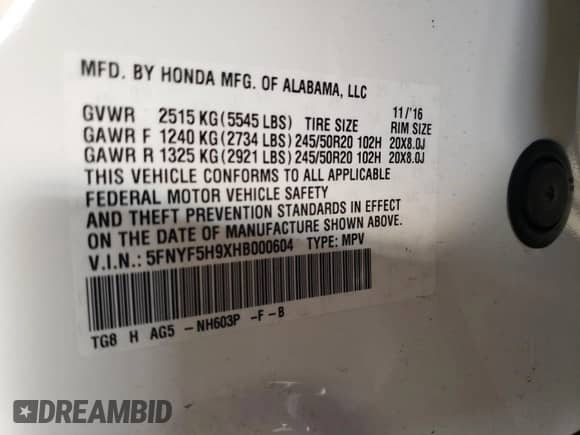 MFD. BY HONDA MFG. OF ALABAMA, LLC
11/'16
GVWR 2515 KG(5545 LBS) TIRE SIZE RIM SIZE
GAWR F 1240 KG(2734 LBS)245/50R20 102H 20X8.0J
GAWR R 1325 KG(2921 LBS)245/50R20 102H 20X8.0J
THIS VEHICLE CONFORMS TO ALL APPLICABLE
FEDERAL MOTOR VEHICLE SAFETY
AND THEFT PREVENTION STANDARDS IN EFFECT
ON THE DATE OF MANUFACTURE SHOWN ABOVE.
V.I.N.: 5FNYF5H9XHB000604 TYPE: MPV
TG8 H AG5 -NH603P -F-B
DREAMBID